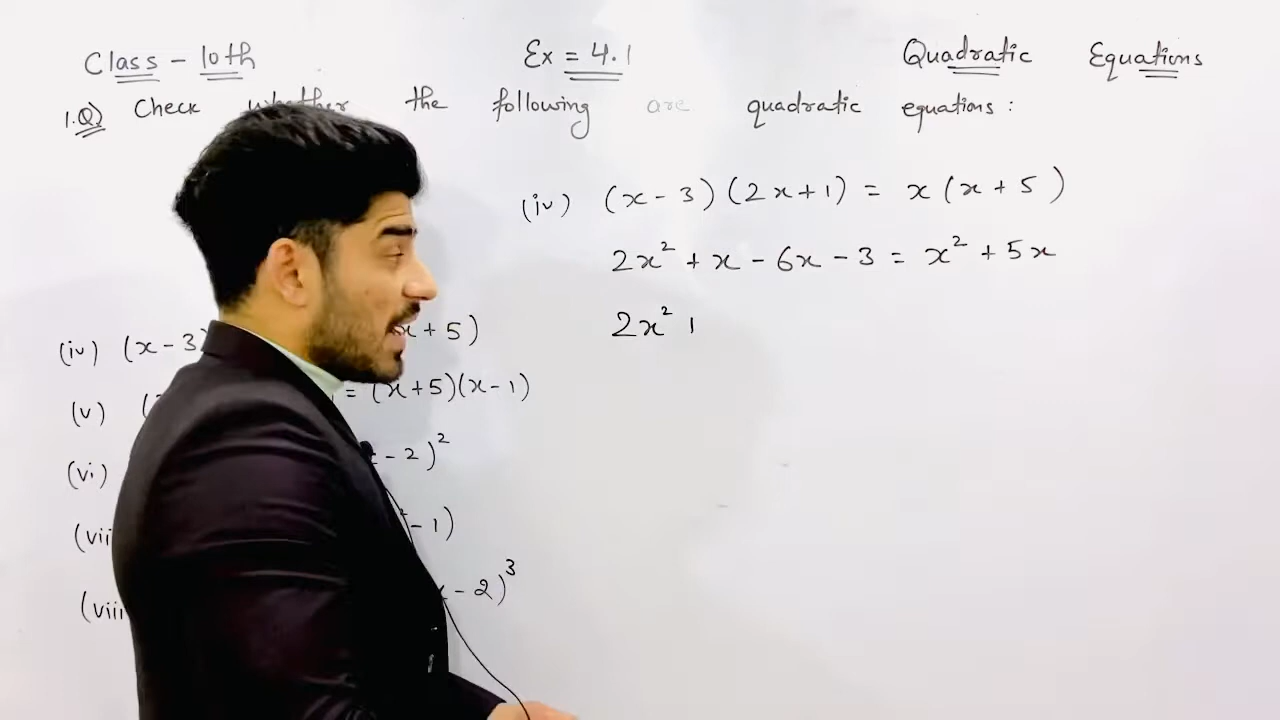 Class - 10th Ex = 4.1 Quadratic Equations
1.Q) Check whether the following are quadratic equations :
(iv) (x - 3)(2x + 1) = x(x + 5)
2x² + x - 6x - 3 = x² + 5x
2x² 1
(iv) (x - 3) x + 5)
(v) ( = (x + 5)(x - 1)
(vi) - 2)²
(vii - 1)
(viii - 2)³